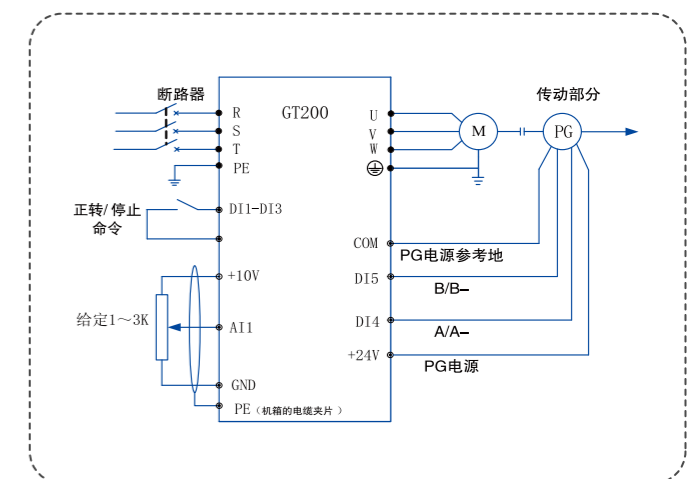 断路器
GT200
传动部分
R
S
T
PE
U
V
W
M
PG
正转/停止
命令
DI1-DI3
COM
PG电源参考地
+10V
DI5
B/B-
给定1～3K
AI1
DI4
A/A-
+24V
PG电源
GND
PE（机箱的电缆夹片）